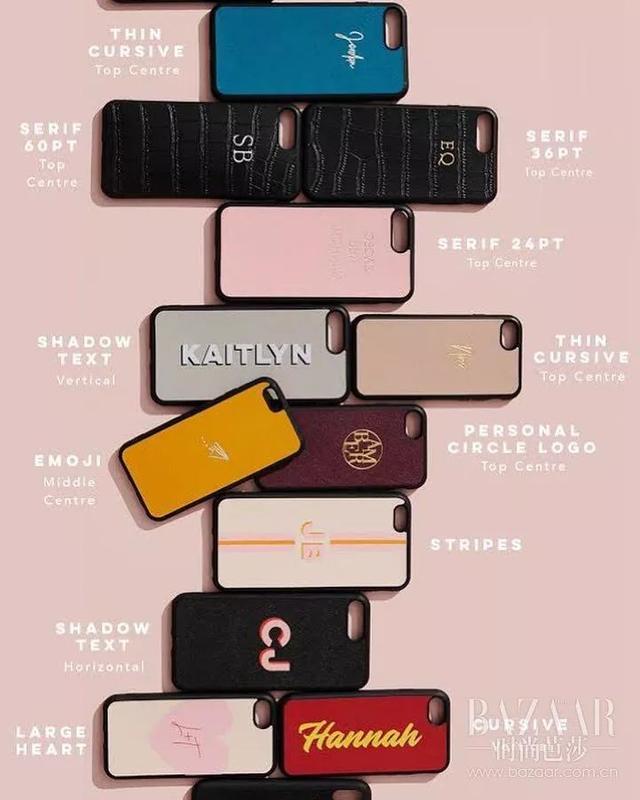 THIN
CURSIVE
Top Centre
SERIF
60PT
Top
Centre
SB
EQ
SERIF
36PT
Top Centre
SERIF 24PT
Top Centre
SHADOW
TEXT
Vertical
KAITLYN
THIN
CURSIVE
Top Centre
PERSONAL
CIRCLE LOGO
Top Centre
EMOJI
Middle
Centre
JB
STRIPES
SHADOW
TEXT
Horizontal
CJ
LARGE
HEART
Hannah
CURSIVE
BAZAAR
时尚芭莎
www.bazaar.com.cn